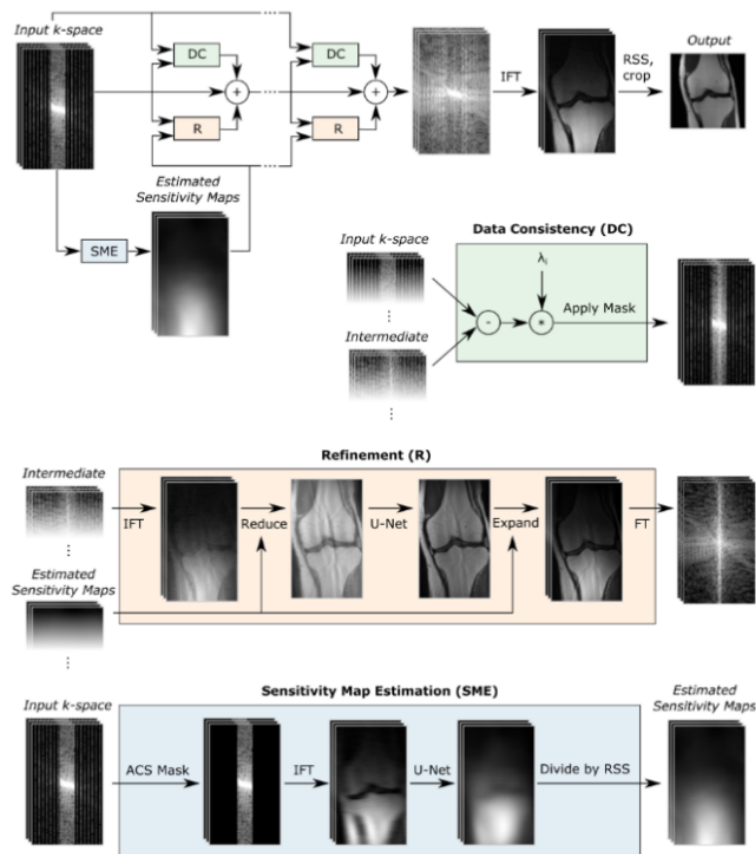 Input k-space
DC
DC
R
R
IFT
RSS,
crop
Output
Estimated
Sensitivity Maps
SME
Data Consistency (DC)
Input k-space
λi
Apply Mask
-
*
Intermediate
Refinement (R)
Intermediate
IFT
Reduce
U-Net
Expand
FT
Estimated
Sensitivity Maps
Sensitivity Map Estimation (SME)
Input k-space
Estimated
Sensitivity Maps
ACS Mask
IFT
U-Net
Divide by RSS